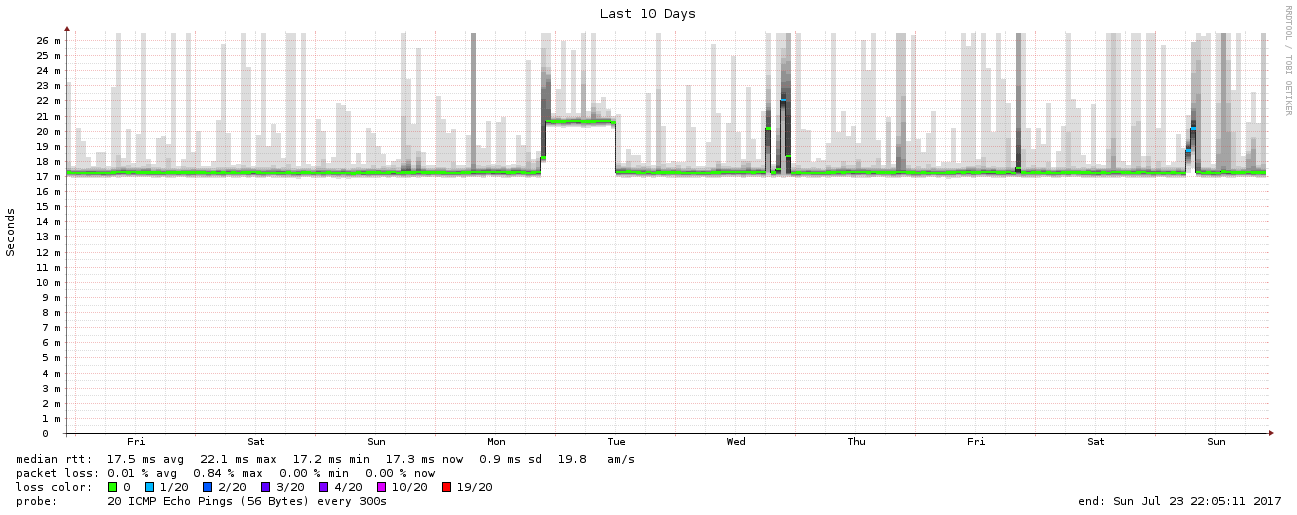 Last 10 Days
RRDTOOL / TOBI OETIKER
Seconds
26 m
25 m
24 m
23 m
22 m
21 m
20 m
19 m
18 m
17 m
16 m
15 m
14 m
13 m
12 m
11 m
10 m
9 m
8 m
7 m
6 m
5 m
4 m
3 m
2 m
1 m
0
Fri Sat Sun Mon Tue Wed Thu Fri Sat Sun
median rtt: 17.5 ms avg 22.1 ms max 17.2 ms min 17.3 ms now 0.9 ms sd 19.8 am/s
packet loss: 0.01 % avg 0.84 % max 0.00 % min 0.00 % now
loss color: 0 1/20 2/20 3/20 4/20 10/20 19/20
probe: 20 ICMP Echo Pings (56 Bytes) every 300s end: Sun Jul 23 22:05:11 2017